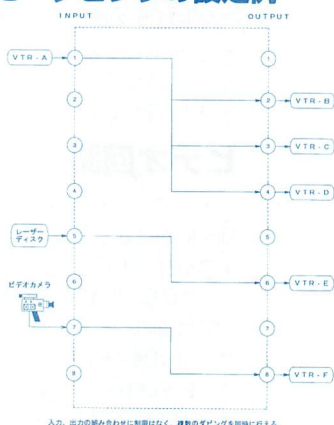 INPUT OUTPUT
VTR-A 1 1
2 2 VTR-B
3 3 VTR-C
4 4 VTR-D
レーザー
ディスク 5 5
ビデオカメラ 6 6 VTR-E
7 7
8 8 VTR-F
入力、出力の組み合わせに制限はなく、複数のダビングを同時に行える